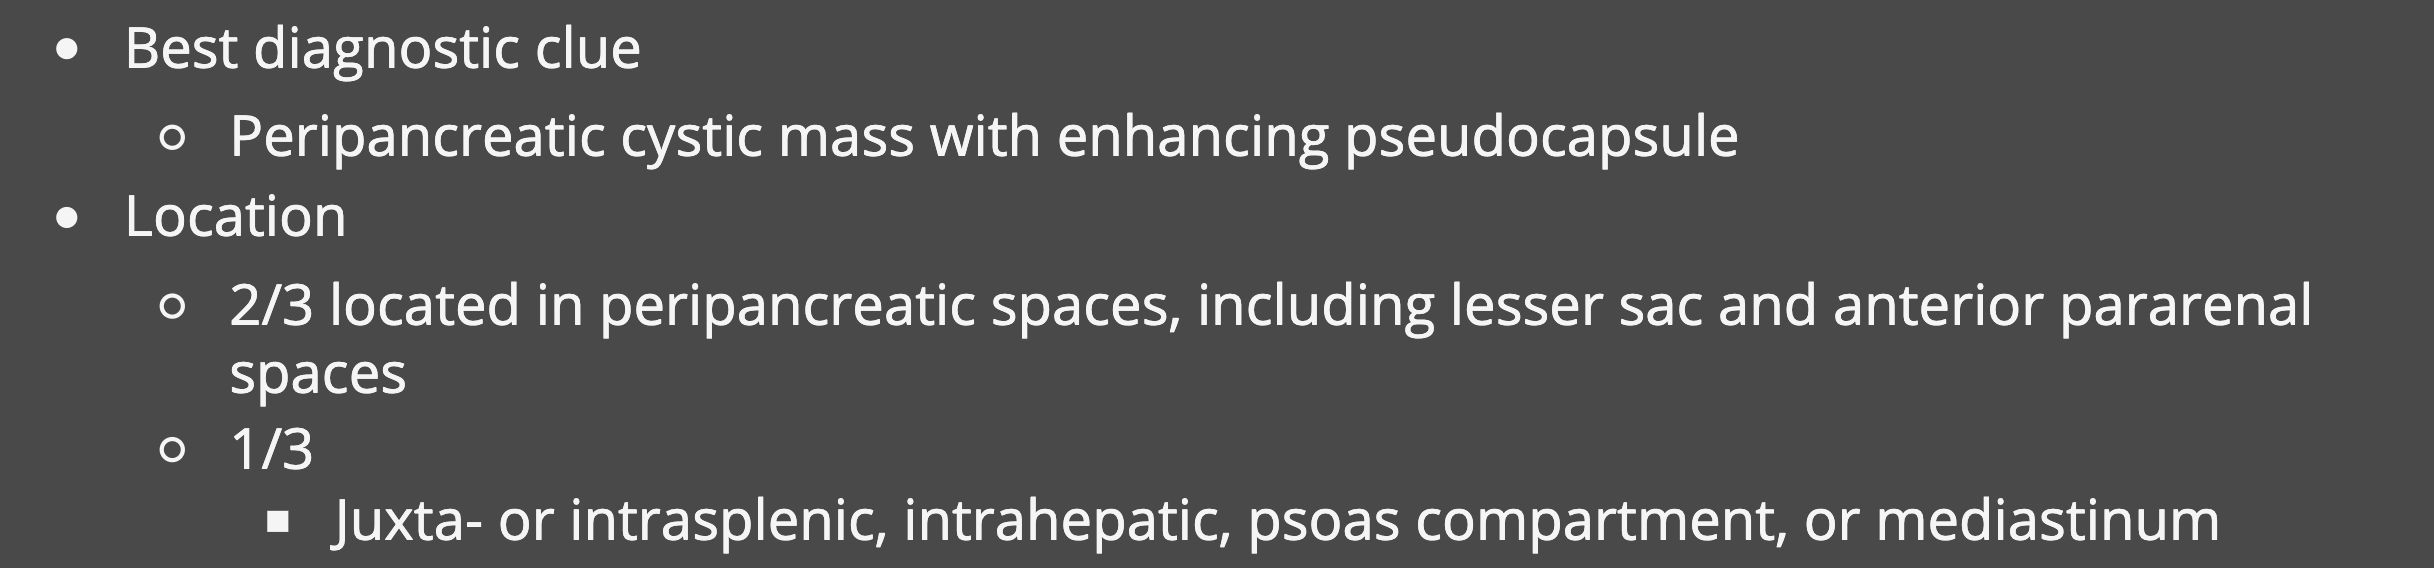 • Best diagnostic clue
○ Peripancreatic cystic mass with enhancing pseudocapsule
• Location
○ 2/3 located in peripancreatic spaces, including lesser sac and anterior pararenal
spaces
○ 1/3
▪ Juxta- or intrasplenic, intrahepatic, psoas compartment, or mediastinum